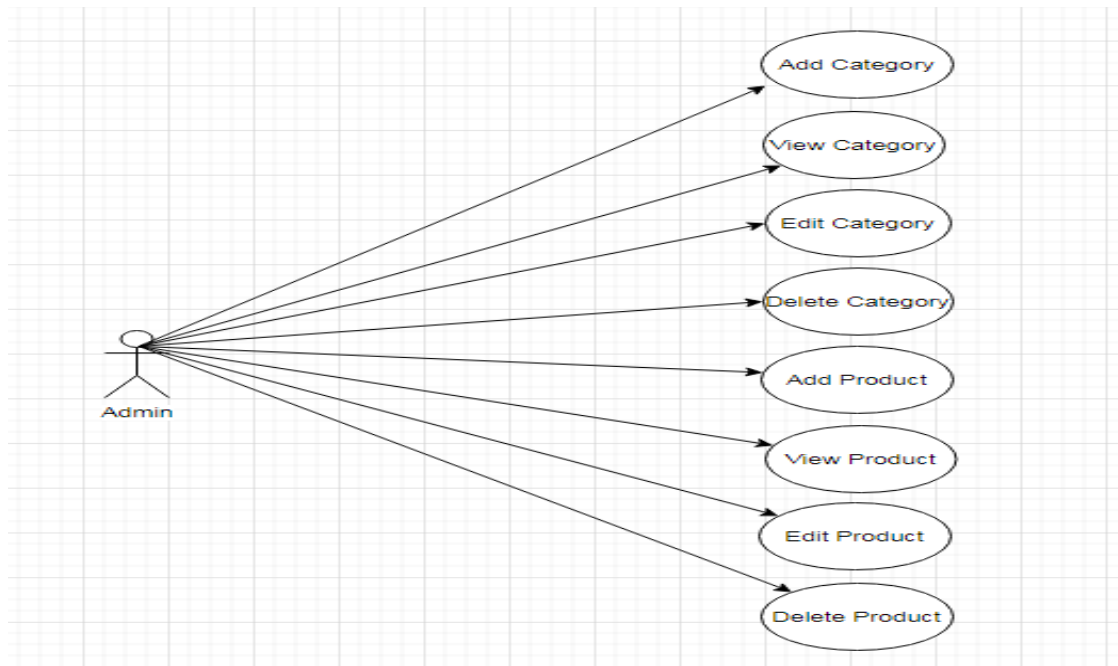 Add Category
View Category
Edit Category
Delete Category
Add Product
View Product
Edit Product
Delete Product
Admin